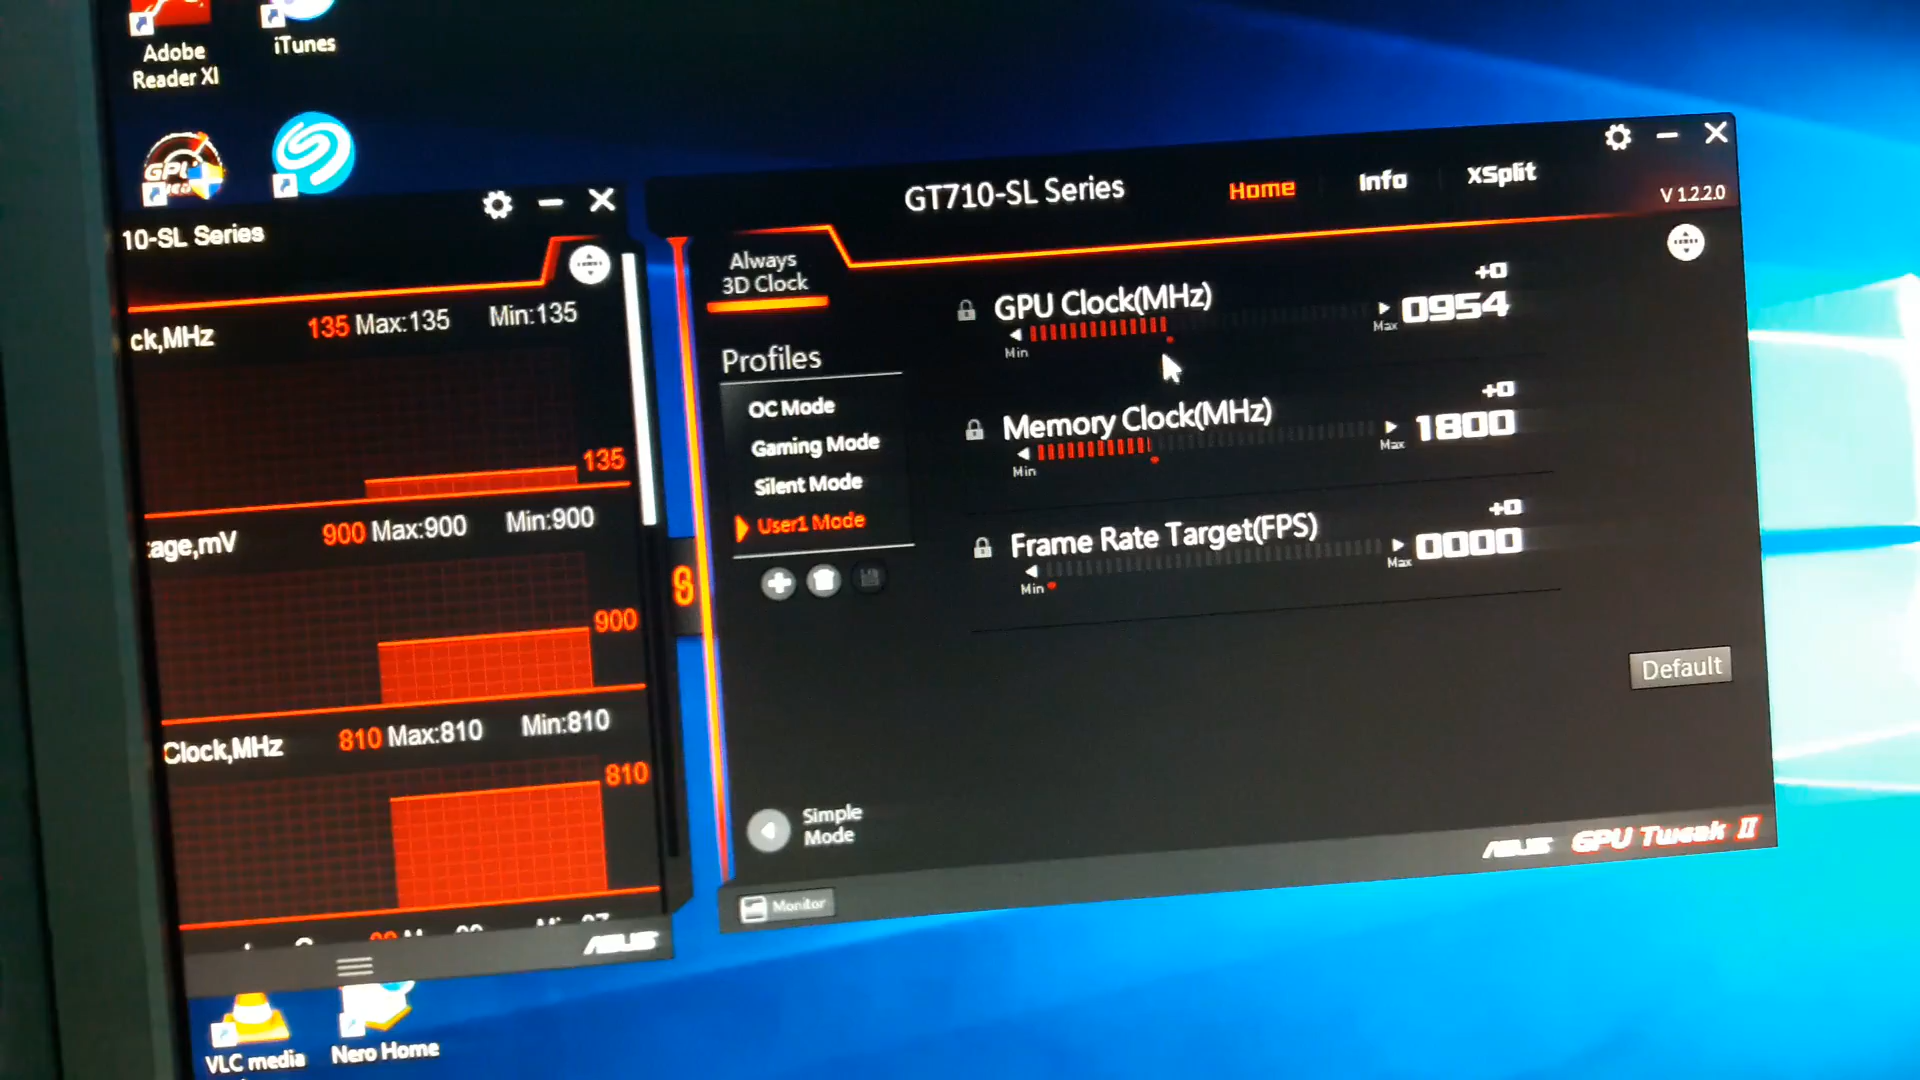 Adobe
Reader XI
iTunes
GPU
10-SL Series
ck,MHz
135 Max:135 Min:135
135
tage,mV
900 Max:900 Min:900
900
Clock,MHz
810 Max:810 Min:810
810
ASUS
VLC media
Nero Home
GT710-SL Series
Home
Info
XSplit
V 1.2.2.0
Always
3D Clock
Profiles
OC Mode
Gaming Mode
Silent Mode
User1 Mode
GPU Clock(MHz)
Min
Max
+0
0954
Memory Clock(MHz)
Min
Max
+0
1800
Frame Rate Target(FPS)
Min
Max
+0
0000
Default
Simple
Mode
ASUS GPU Tweak II
Monitor